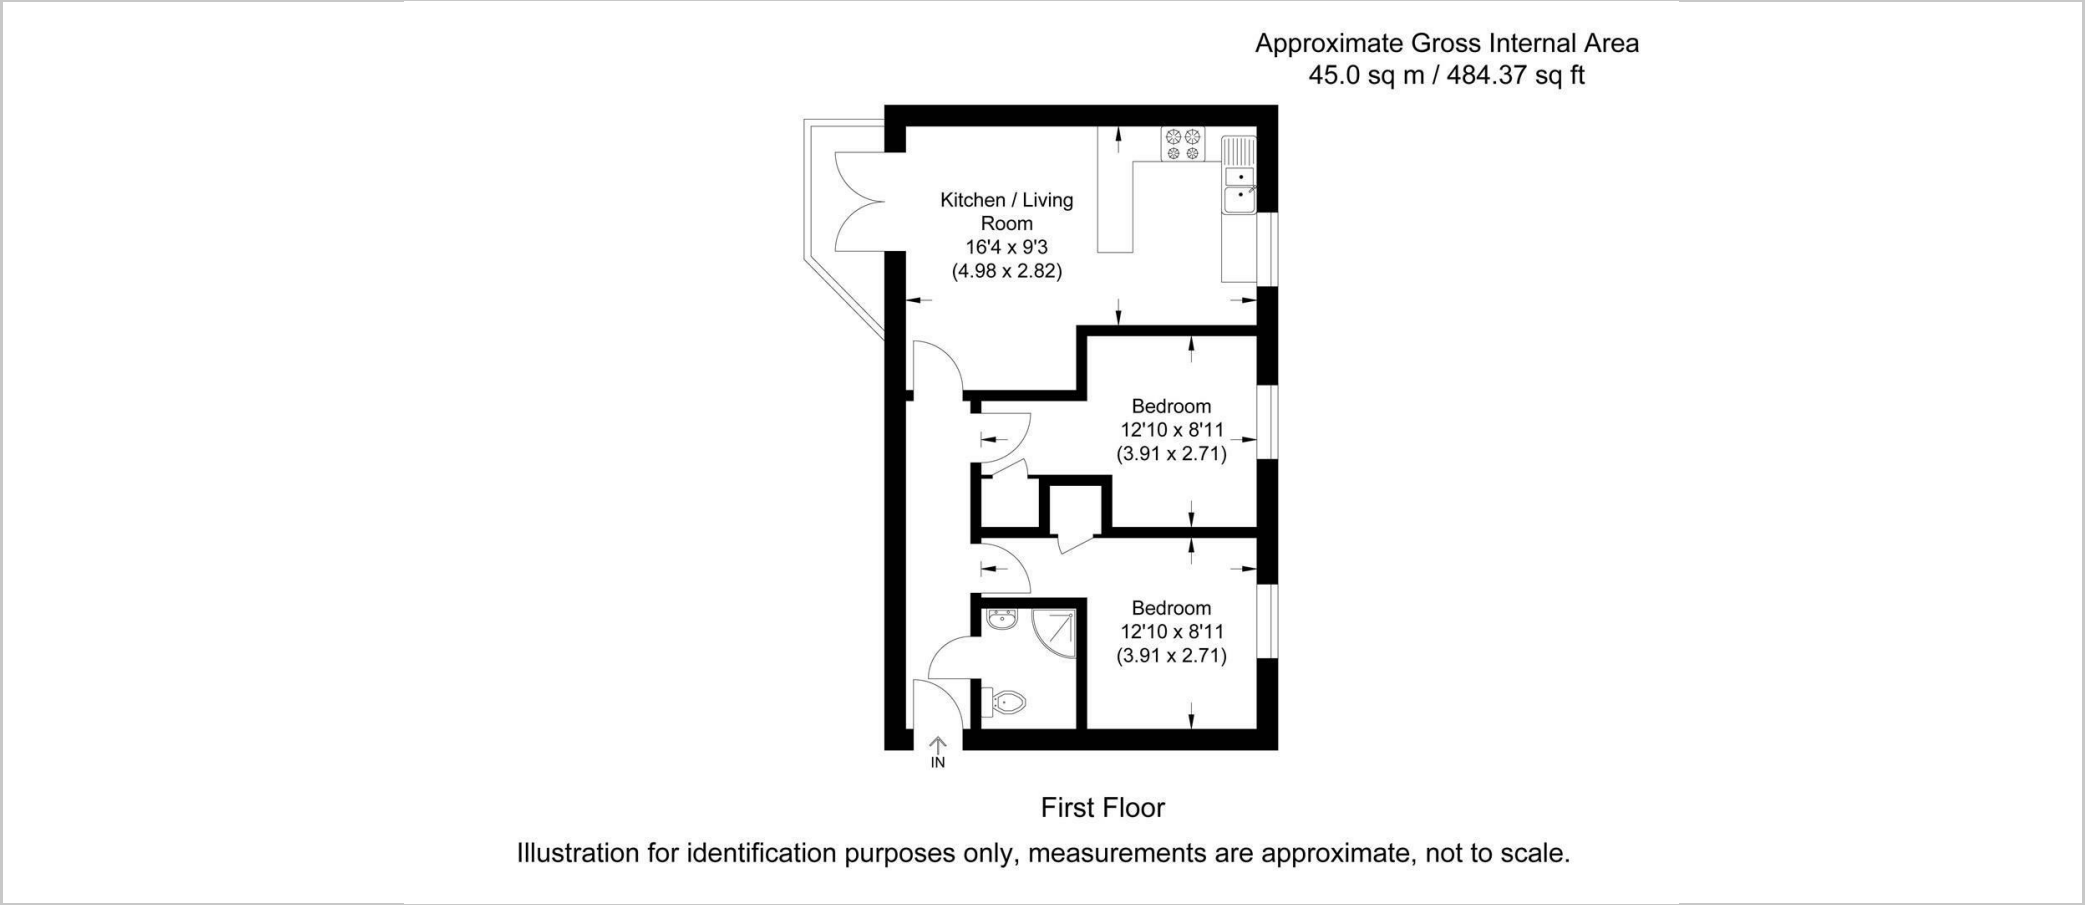 Approximate Gross Internal Area
45.0 sq m / 484.37 sq ft
Kitchen / Living
Room
16'4 x 9'3
(4.98 x 2.82)
Bedroom
12'10 x 8'11
(3.91 x 2.71)
Bedroom
12'10 x 8'11
(3.91 x 2.71)
IN
First Floor
Illustration for identification purposes only, measurements are approximate, not to scale.